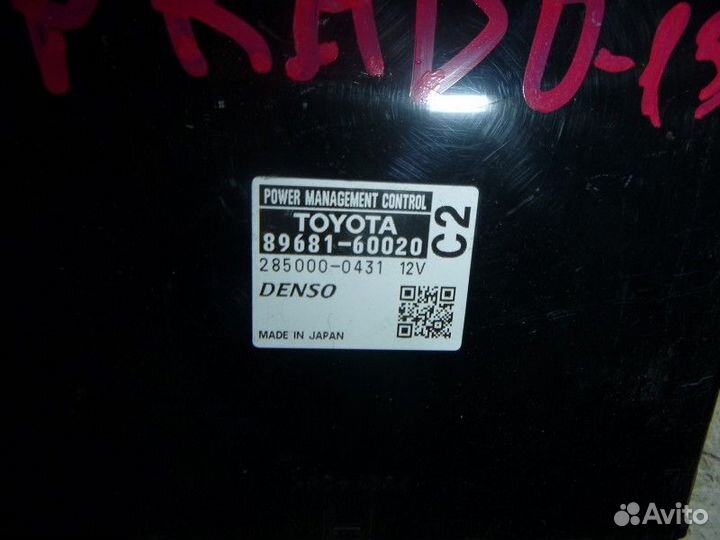 PRADO-15
POWER MANAGEMENT CONTROL
TOYOTA
89681-60020
C2
285000-0431 12V
DENSO
MADE IN JAPAN
Avito